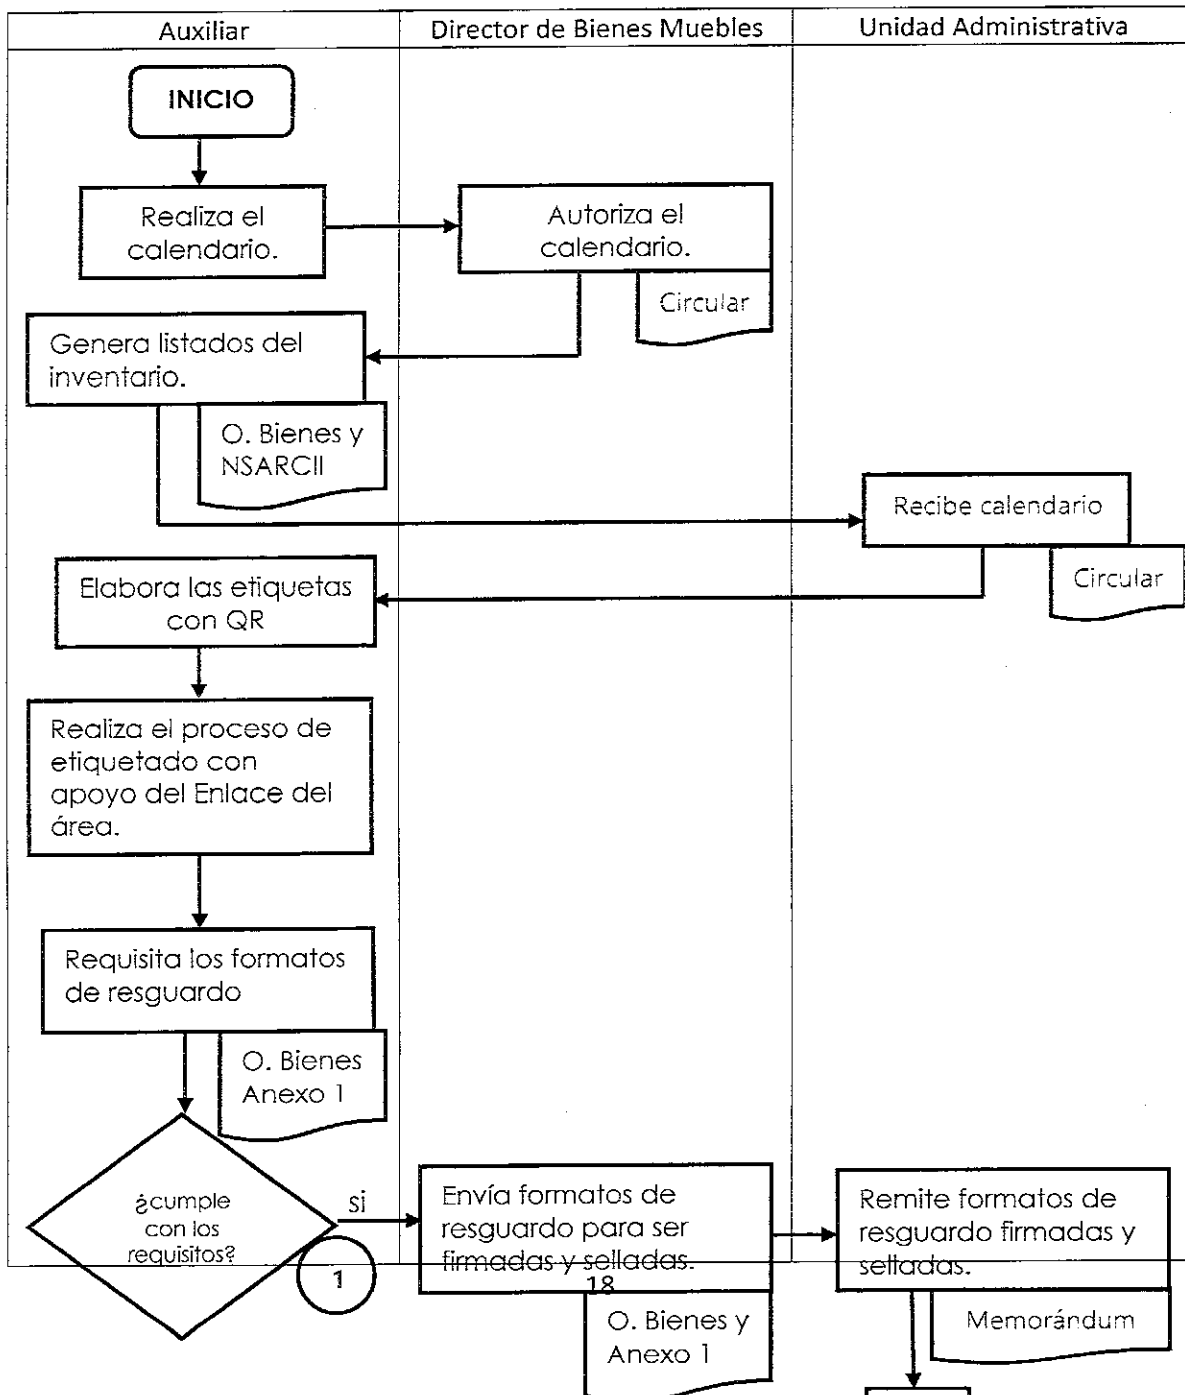 Auxiliar
Director de Bienes Muebles
Unidad Administrativa
INICIO
Realiza el
calendario.
Autoriza el
calendario.
Circular
Genera listados del
inventario.
O. Bienes y
NSARCII
Recibe calendario
Circular
Elabora las etiquetas
con QR
Realiza el proceso de
etiquetado con
apoyo del Enlace del
área.
Requisita los formatos
de resguardo
O. Bienes
Anexo 1
¿cumple
con los
requisitos?
si
1
Envía formatos de
resguardo para ser
firmadas y selladas.
18
O. Bienes y
Anexo 1
Remite formatos de
resguardo firmadas y
selladas.
Memorándum